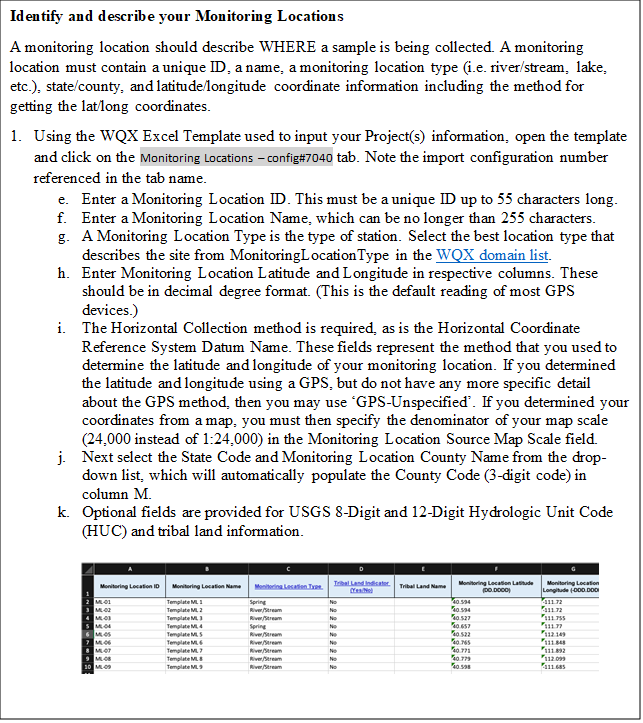 Identify and describe your Monitoring Locations
A monitoring location should describe WHERE a sample is being collected. A monitoring
location must contain a unique ID, a name, a monitoring location type (i.e. river/stream, lake,
etc.), state/county, and latitude/longitude coordinate information including the method for
getting the lat/long coordinates.
1. Using the WQX Excel Template used to input your Project(s) information, open the template
and click on the Monitoring Locations – config#7040 tab. Note the import configuration number
referenced in the tab name.
e. Enter a Monitoring Location ID. This must be a unique ID up to 55 characters long.
f. Enter a Monitoring Location Name, which can be no longer than 255 characters.
g. A Monitoring Location Type is the type of station. Select the best location type that
describes the site from MonitoringLocationType in the WQX domain list.
h. Enter Monitoring Location Latitude and Longitude in respective columns. These
should be in decimal degree format. (This is the default reading of most GPS
devices.)
i. The Horizontal Collection method is required, as is the Horizontal Coordinate
Reference System Datum Name. These fields represent the method that you used to
determine the latitude and longitude of your monitoring location. If you determined
the latitude and longitude using a GPS, but do not have any more specific detail
about the GPS method, then you may use ‘GPS-Unspecified’. If you determined your
coordinates from a map, you must then specify the denominator of your map scale
(24,000 instead of 1:24,000) in the Monitoring Location Source Map Scale field.
j. Next select the State Code and Monitoring Location County Name from the drop-
down list, which will automatically populate the County Code (3-digit code) in
column M.
k. Optional fields are provided for USGS 8-Digit and 12-Digit Hydrologic Unit Code
(HUC) and tribal land information.
A B C D E F G
1 Monitoring Location ID Monitoring Location Name Monitoring Location Type Tribal Land Indicator (Yes/No) Tribal Land Name Monitoring Location Latitude (DD.DDDD) Monitoring Location Longitude (-DDD.DDD
2 ML-01 Template ML 1 Spring No 40.594 -111.72
3 ML-02 Template ML 2 River/Stream No 40.594 -111.72
4 ML-03 Template ML 3 River/Stream No 40.527 -111.755
5 ML-04 Template ML 4 Spring No 40.657 -111.77
6 ML-05 Template ML 5 River/Stream No 40.522 -112.149
7 ML-06 Template ML 6 River/Stream No 40.765 -111.848
8 ML-07 Template ML 7 River/Stream No 40.771 -111.892
9 ML-08 Template ML 8 River/Stream No 40.779 -112.099
10 ML-09 Template ML 9 River/Stream No 40.598 -111.685